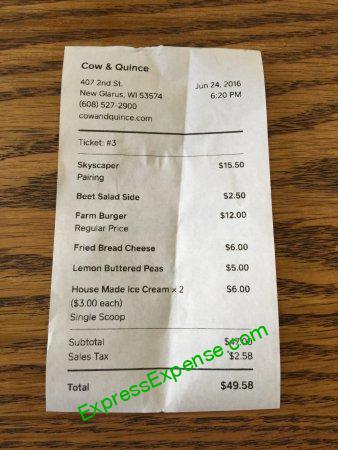 Cow & Quince
407 2nd St.
New Glarus, WI 53574
(608) 527-2900
cowandquince.com
Jun 24, 2016
6:20 PM
Ticket: #3
Skyscaper $15.50
Pairing
Beet Salad Side $2.50
Farm Burger $12.00
Regular Price
Fried Bread Cheese $6.00
Lemon Buttered Peas $5.00
House Made Ice Cream × 2 $6.00
($3.00 each)
Single Scoop
Subtotal $47.00
Sales Tax $2.58
Total $49.58
ExpressExpense.com